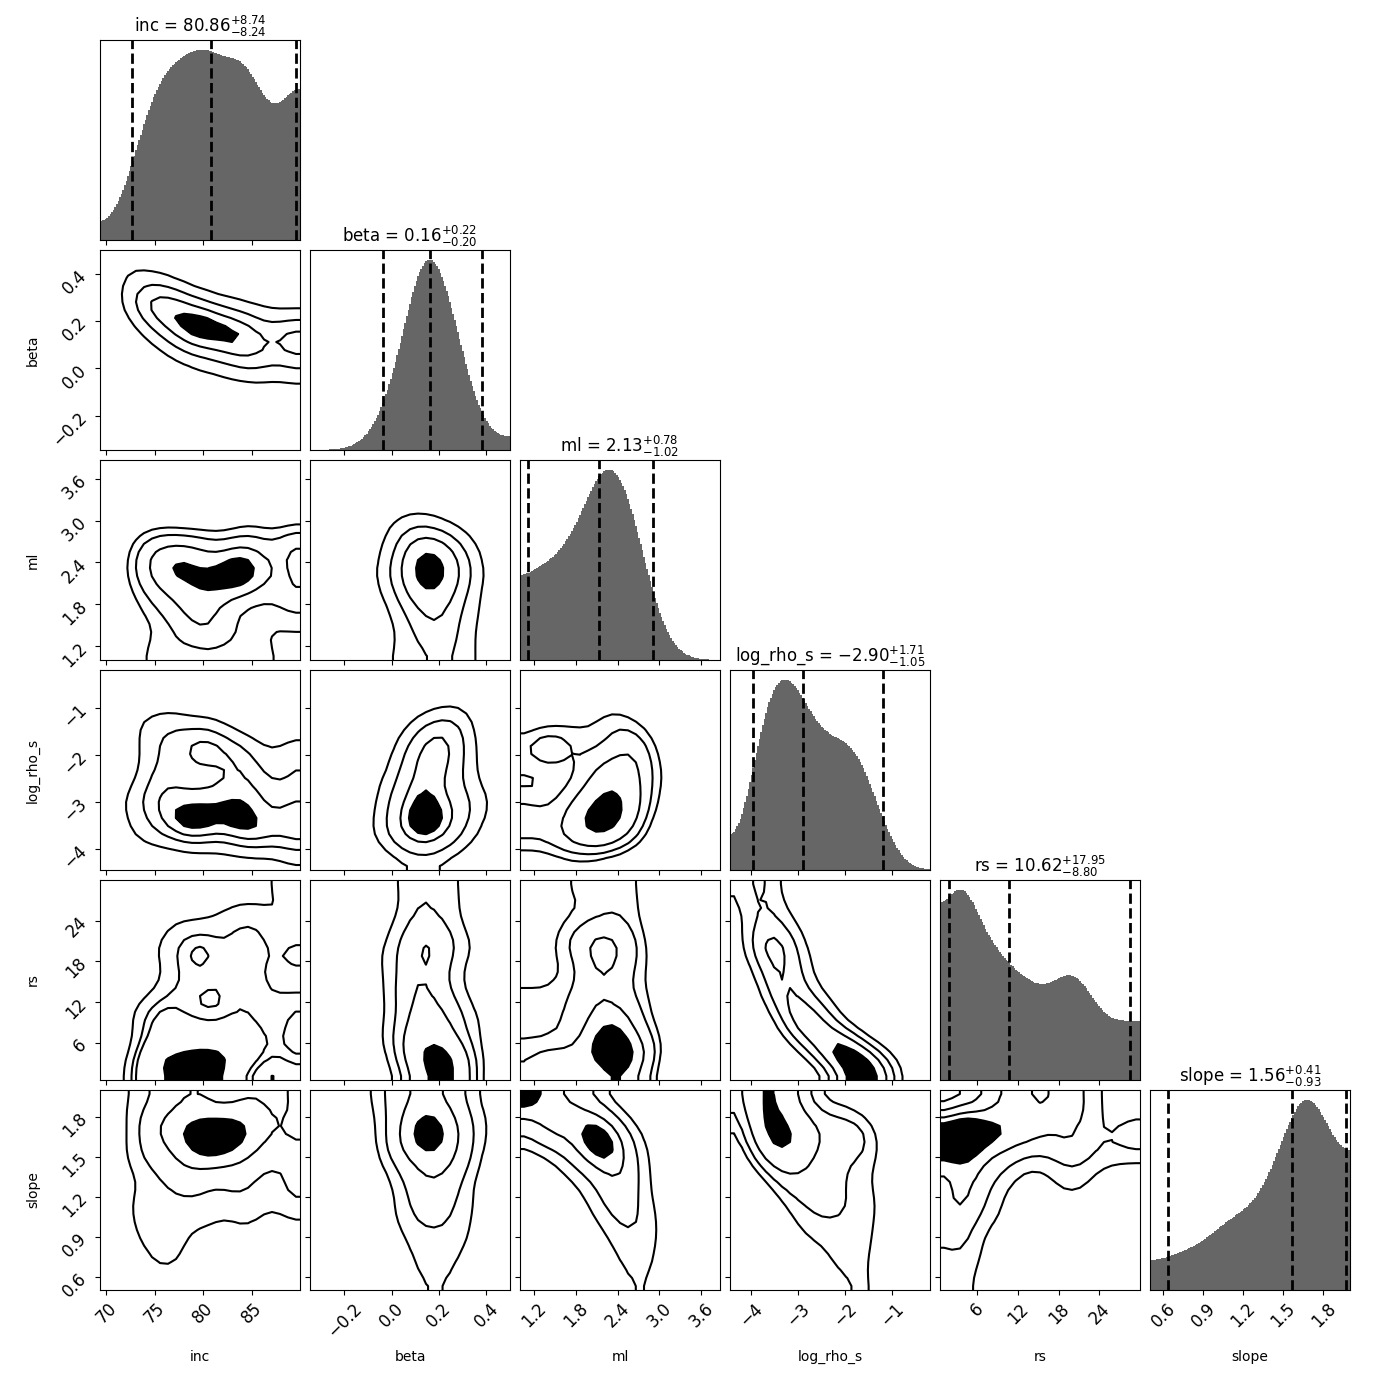 inc = 80.86+8.74 −8.24
beta = 0.16+0.22 −0.20
0.4
0.2
0.0
−0.2
beta
ml = 2.13+0.78 −1.02
3.6
3.0
2.4
1.8
1.2
ml
log_rho_s = −2.90+1.71 −1.05
−1
−2
−3
−4
log_rho_s
rs = 10.62+17.95 −8.80
24
18
12
6
rs
slope = 1.56+0.41 −0.93
1.8
1.5
1.2
0.9
0.6
slope
70 75 80 85
−0.2 0.0 0.2 0.4
1.2 1.8 2.4 3.0 3.6
−4 −3 −2 −1
6 12 18 24
0.6 0.9 1.2 1.5 1.8
inc beta ml log_rho_s rs slope